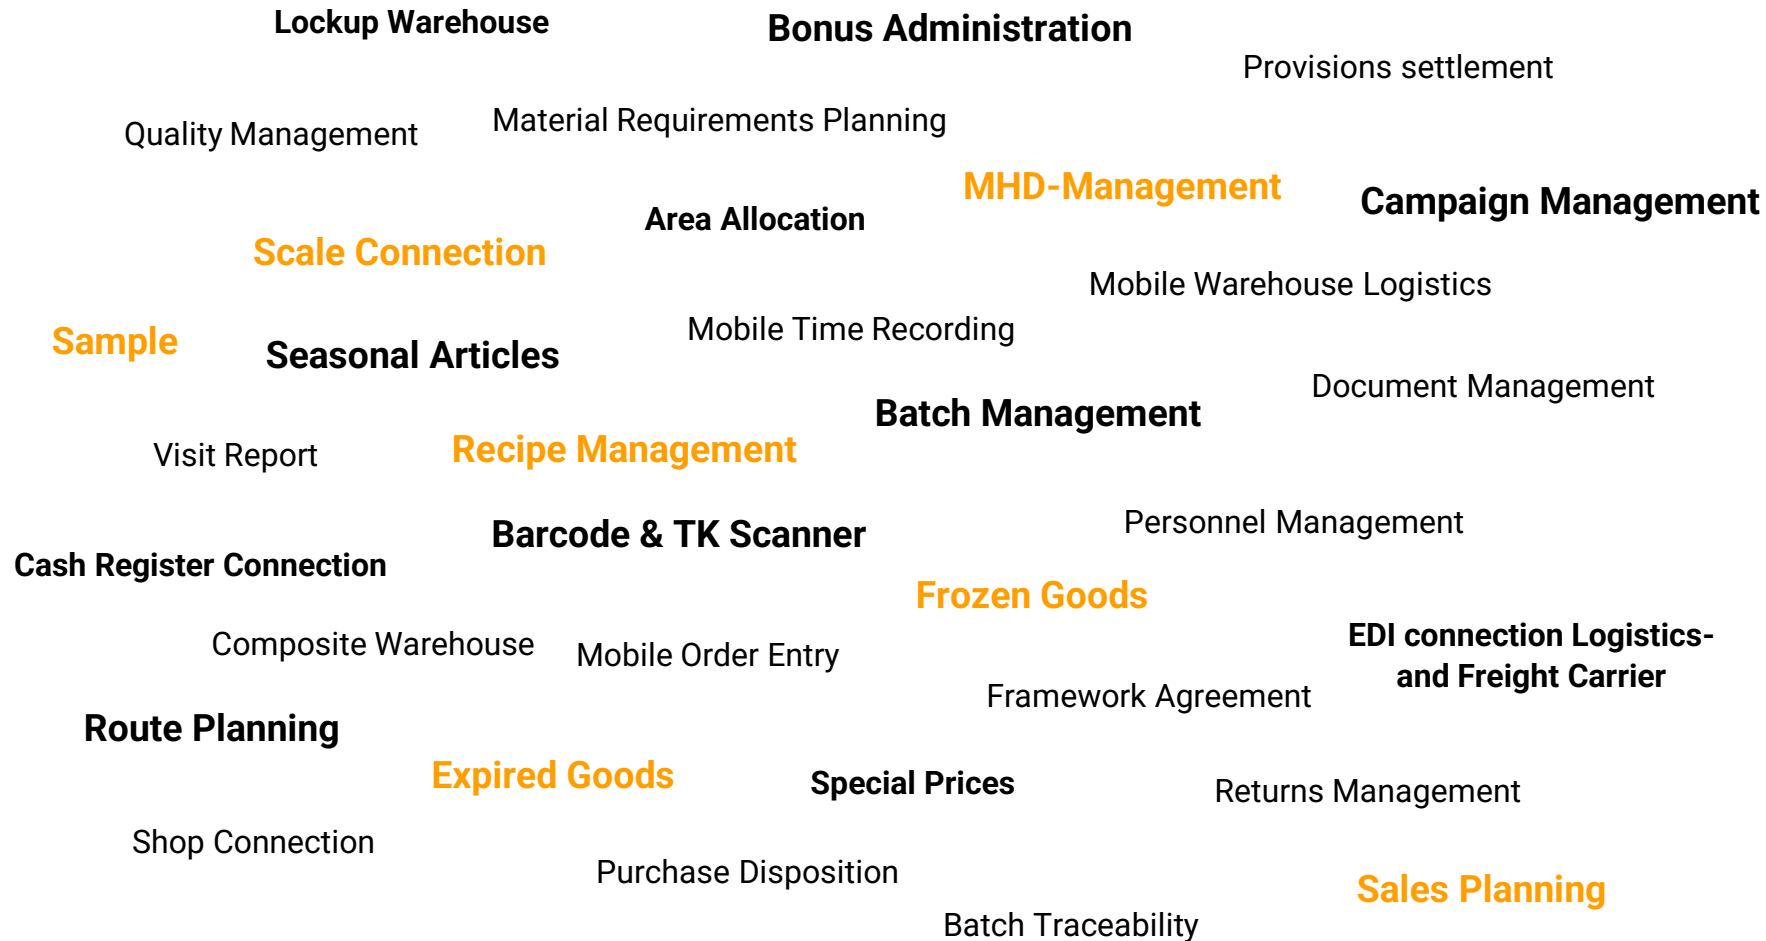 Lockup Warehouse
Bonus Administration
Provisions settlement
Quality Management
Material Requirements Planning
MHD-Management
Campaign Management
Area Allocation
Scale Connection
Mobile Warehouse Logistics
Sample
Seasonal Articles
Mobile Time Recording
Document Management
Batch Management
Visit Report
Recipe Management
Personnel Management
Barcode & TK Scanner
Cash Register Connection
Frozen Goods
Composite Warehouse
Mobile Order Entry
EDI connection Logistics-
and Freight Carrier
Framework Agreement
Route Planning
Expired Goods
Special Prices
Returns Management
Shop Connection
Purchase Disposition
Sales Planning
Batch Traceability